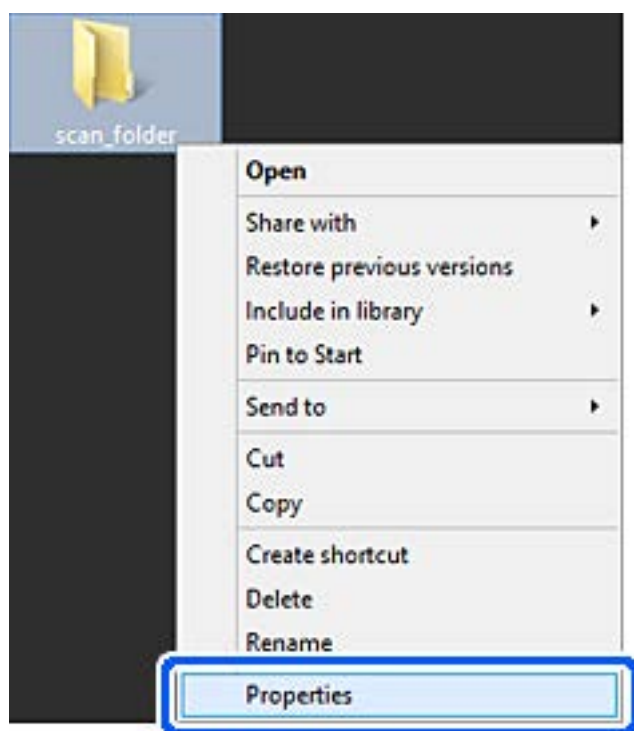 scan_folder
Open
Share with
Restore previous versions
Include in library
Pin to Start
Send to
Cut
Copy
Create shortcut
Delete
Rename
Properties